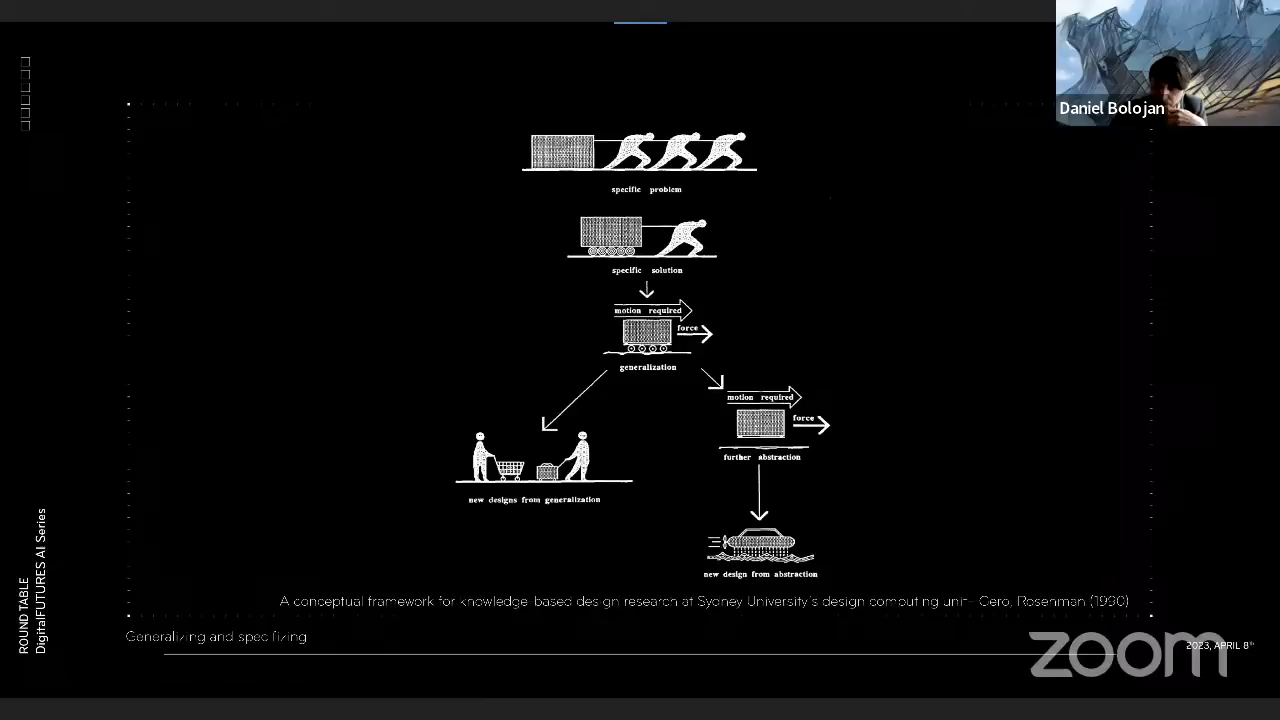 Daniel Bolojan
specific problem
specific solution
motion required
force
generalization
motion required
force
further abstraction
new designs from generalization
new design from abstraction
A conceptual framework for knowledge-based design research at Sydney University's design computing unit- Gero, Rosenman (1990)
Generalizing and specifizing
ROUND TABLE
DigitalFUTURES AI Series
2023, APRIL 8th
zoom